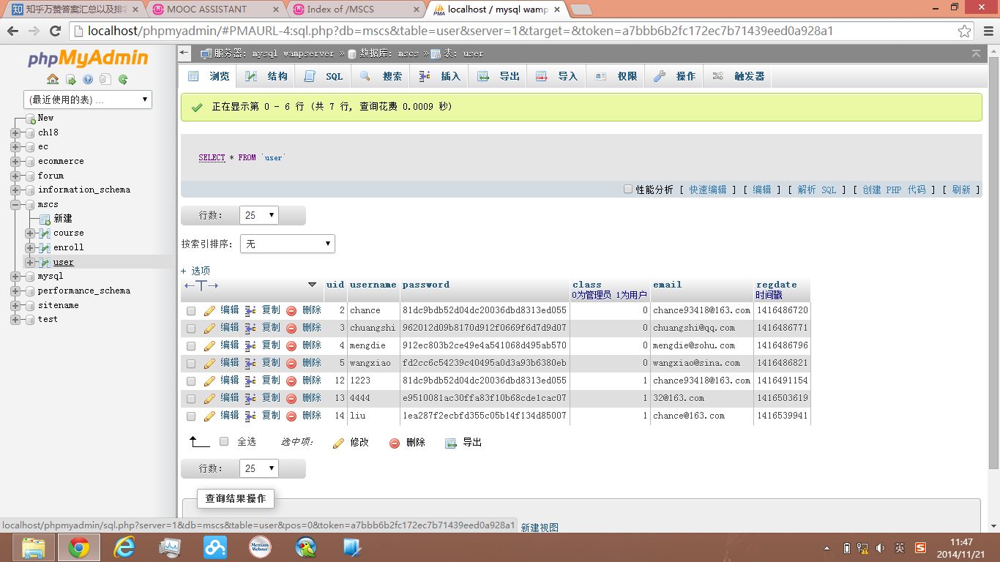 知乎万赞答案汇总以及排名
MOOC ASSISTANT
Index of /MSCS
localhost / mysql wamp
localhost/phpmyadmin/#PMAURL-4:sql.php?db=mscs&table=user&server=1&target=&token=a7bbb6b2fc172ec7b71439eed0a928a1
phpMyAdmin
(最近使用的表) ...
New
ch18
ec
ecommerce
forum
information_schema
mscs
新建
course
enroll
user
mysql
performance_schema
sitename
test
服务器: mysql wampserver » 数据库: mscs » 表: user
浏览 结构 SQL 搜索 插入 导出 导入 权限 操作 触发器
正在显示第 0 - 6 行 (共 7 行, 查询花费 0.0009 秒)
SELECT * FROM `user`
性能分析 [ 快速编辑 ] [ 编辑 ] [ 解析 SQL ] [ 创建 PHP 代码 ] [ 刷新 ]
行数: 25
按索引排序: 无
+ 选项
←T→ uid username password class email regdate
0为管理员 1为用户 时间戳
编辑 复制 删除 2 chance 81dc9bdb52d04dc20036dbd8313ed055 0 chance93418@163.com 1416486720
编辑 复制 删除 3 chuangshi 962012d09b8170d912f0669f6d7d9d07 0 chuangshi@qq.com 1416486771
编辑 复制 删除 4 mengdie 912ec803b2ce49e4a541068d495ab570 0 mengdie@sohu.com 1416486796
编辑 复制 删除 5 wangxiao fd2cc6c54239c40495a0d3a93b6380eb 0 wangxiao@sina.com 1416486821
编辑 复制 删除 12 1223 81dc9bdb52d04dc20036dbd8313ed055 1 chance93418@163.com 1416491154
编辑 复制 删除 13 4444 e9510081ac30ffa83f10b68cde1cac07 1 32@163.com 1416503619
编辑 复制 删除 14 liu 1ea287f2ecbfd355c05b14f134d85007 1 chance@163.com 1416539941
全选 选中项: 修改 删除 导出
行数: 25
查询结果操作
localhost/phpmyadmin/sql.php?server=1&db=mscs&table=user&pos=0&token=a7bbb6b2fc172ec7b71439eed0a928a1
新建视图
Merriam-Webster
英
11:47
2014/11/21